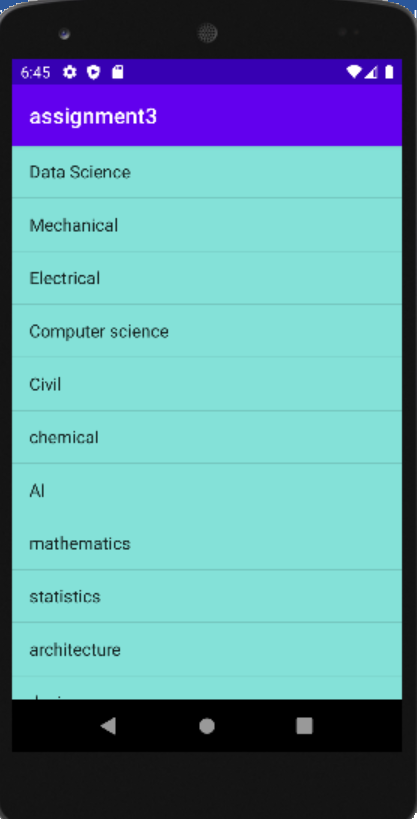 6:45
assignment3
Data Science
Mechanical
Electrical
Computer science
Civil
chemical
AI
mathematics
statistics
architecture